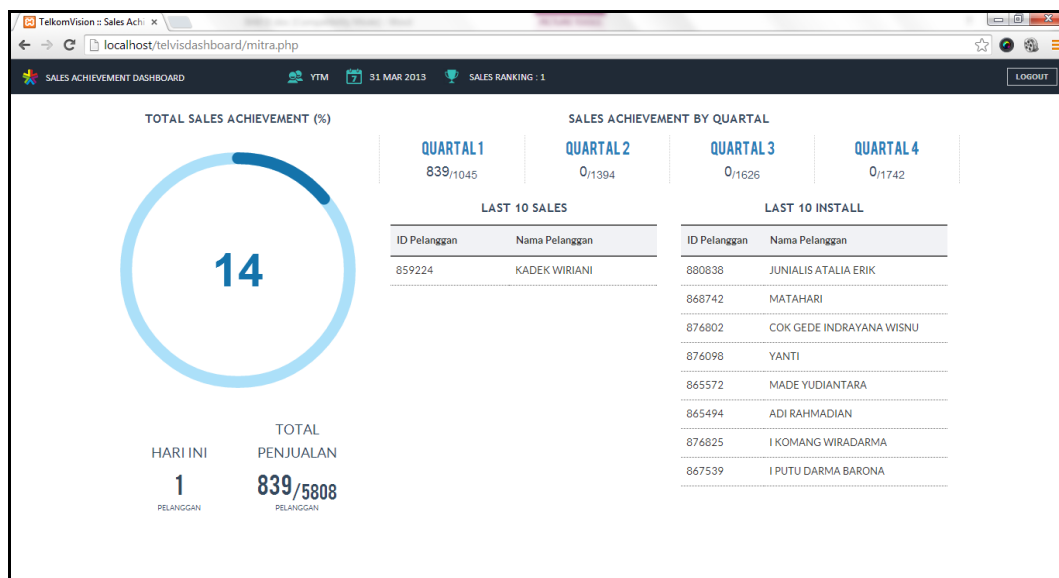 TelkomVision :: Sales Achi
localhost/telvisdashboard/mitra.php
SALES ACHIEVEMENT DASHBOARD YTM 7 31 MAR 2013 SALES RANKING : 1 LOGOUT
TOTAL SALES ACHIEVEMENT (%)
14
HARI INI
1
PELANGGAN
TOTAL
PENJUALAN
839/5808
PELANGGAN
SALES ACHIEVEMENT BY QUARTAL
QUARTAL 1 QUARTAL 2 QUARTAL 3 QUARTAL 4
839/1045 0/1394 0/1626 0/1742
LAST 10 SALES
ID Pelanggan Nama Pelanggan
859224 KADEK WIRIANI
LAST 10 INSTALL
ID Pelanggan Nama Pelanggan
880838 JUNIALIS ATALIA ERIK
868742 MATAHARI
876802 COK GEDE INDRAYANA WISNU
876098 YANTI
865572 MADE YUDIANTARA
865494 ADI RAHMADIAN
876825 I KOMANG WIRADARMA
867539 I PUTU DARMA BARONA